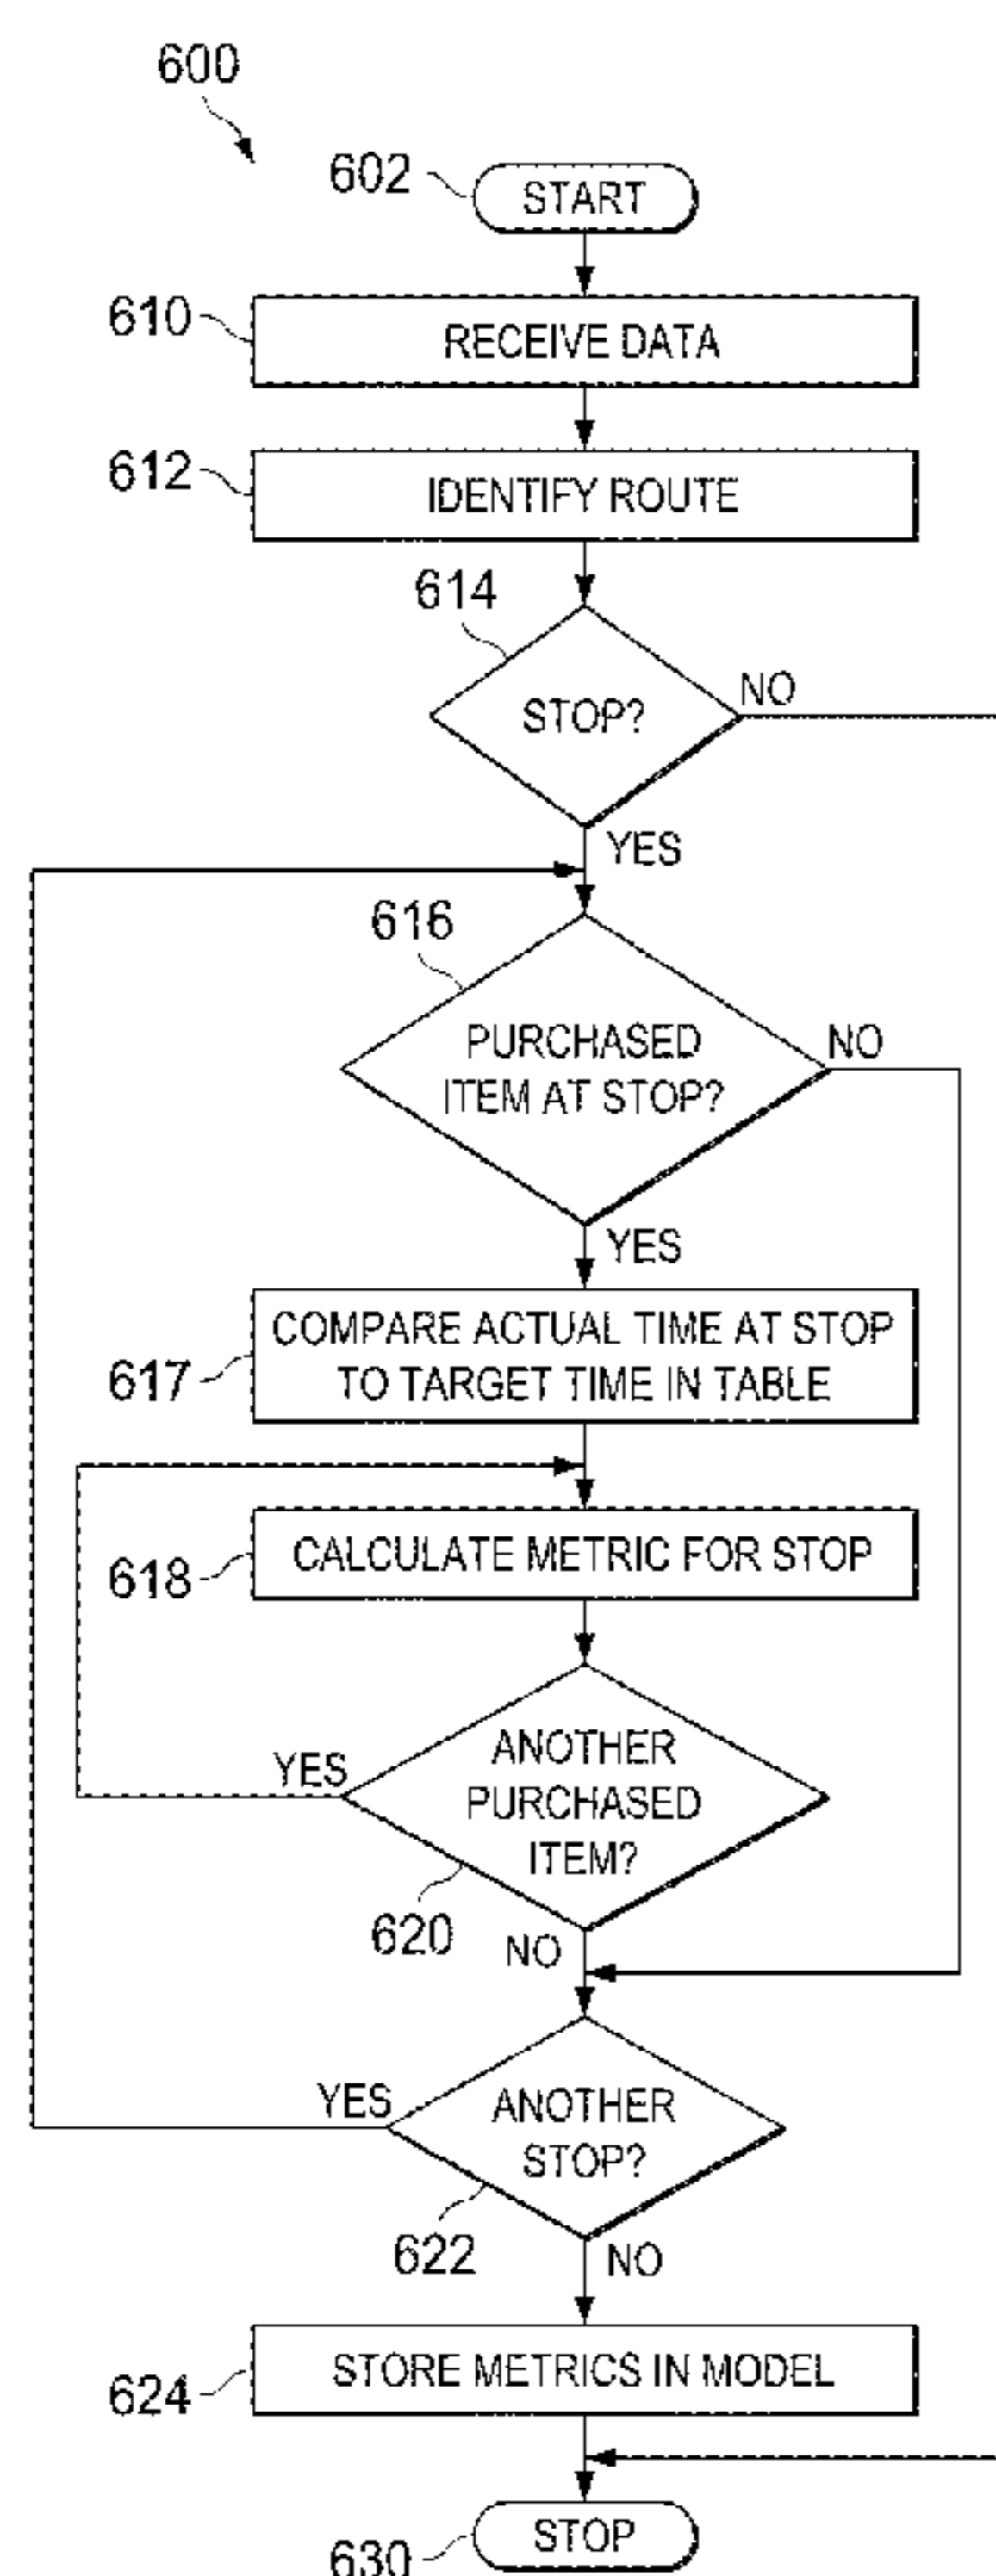 600
602
START
610
RECEIVE DATA
612
IDENTIFY ROUTE
614
STOP?
NO
YES
616
PURCHASED
ITEM AT STOP?
NO
YES
617
COMPARE ACTUAL TIME AT STOP
TO TARGET TIME IN TABLE
618
CALCULATE METRIC FOR STOP
YES
ANOTHER
PURCHASED
ITEM?
620
NO
YES
ANOTHER
STOP?
622
NO
624
STORE METRICS IN MODEL
630
STOP